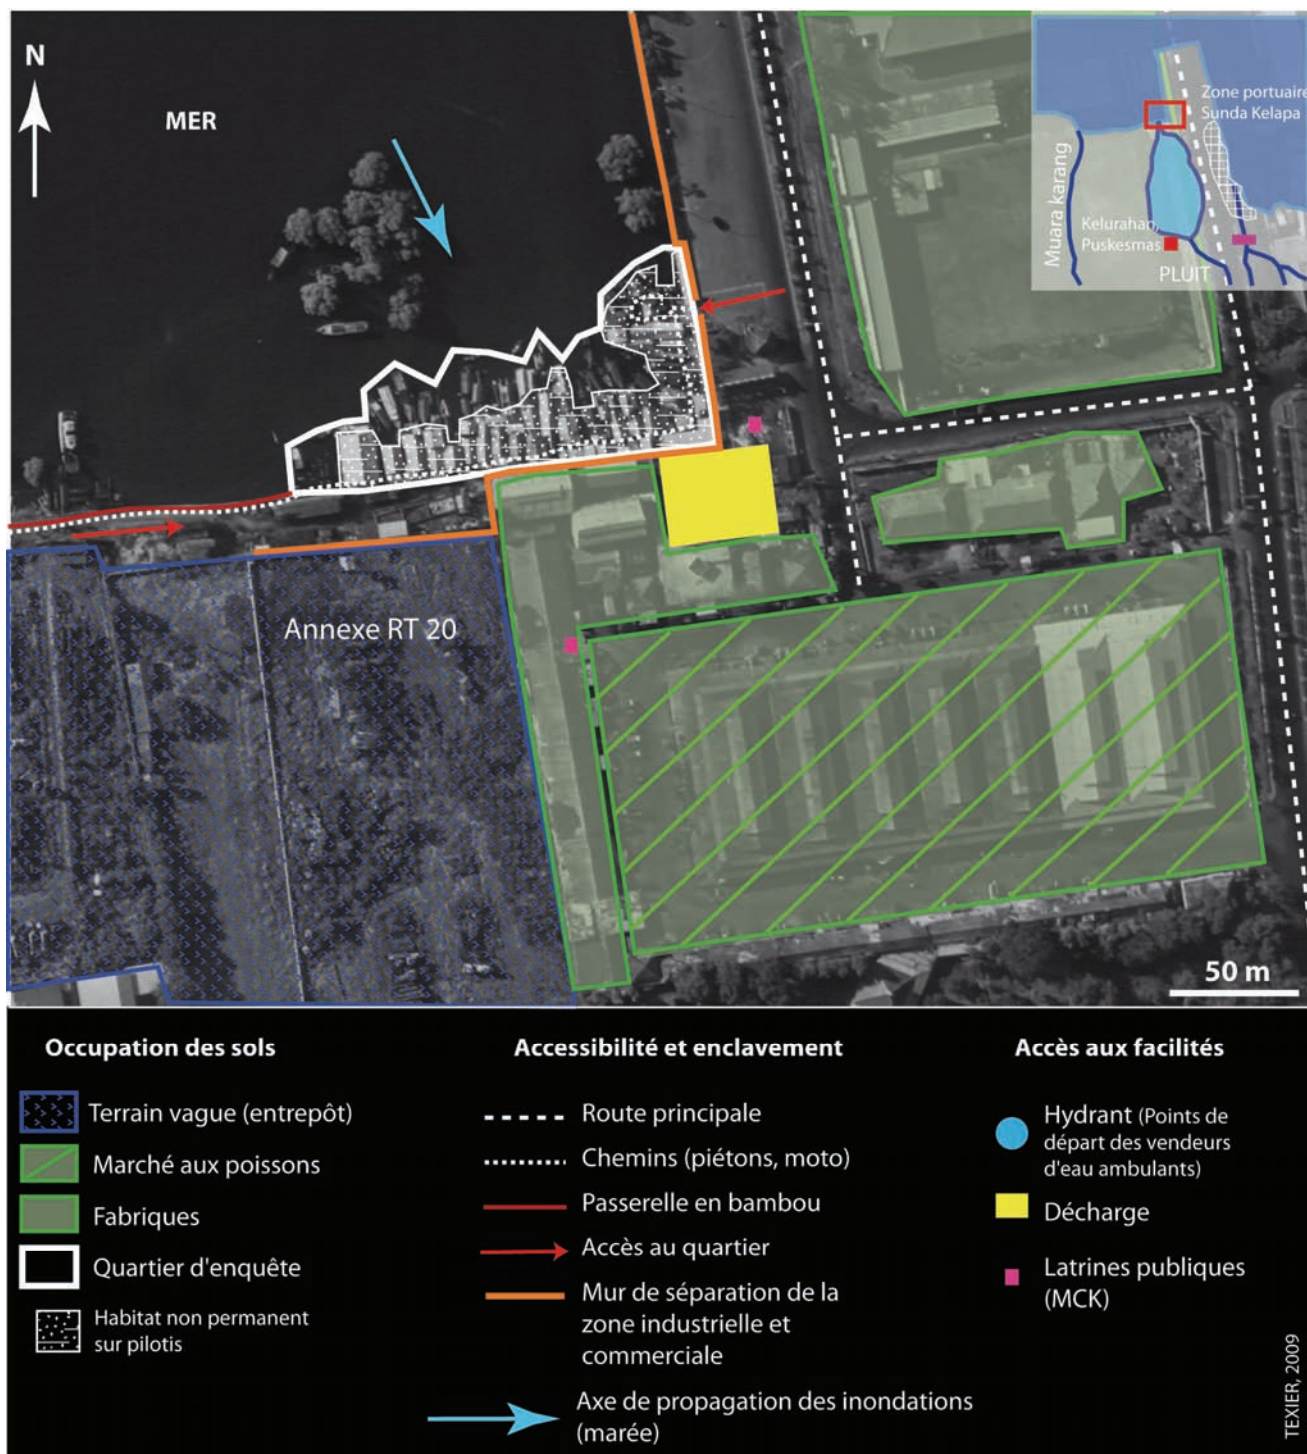 N
MER
Zone portuaire
Sunda Kelapa
Muara karang
Kelurahan,
Puskesmas
PLUIT
Annexe RT 20
50 m
Occupation des sols
Terrain vague (entrepôt)
Marché aux poissons
Fabriques
Quartier d'enquête
Habitat non permanent
sur pilotis
Accessibilité et enclavement
Route principale
Chemins (piétons, moto)
Passerelle en bambou
Accès au quartier
Mur de séparation de la
zone industrielle et
commerciale
Axe de propagation des inondations
(marée)
Accès aux facilités
Hydrant (Points de
départ des vendeurs
d'eau ambulants)
Décharge
Latrines publiques
(MCK)
TEXIER, 2009